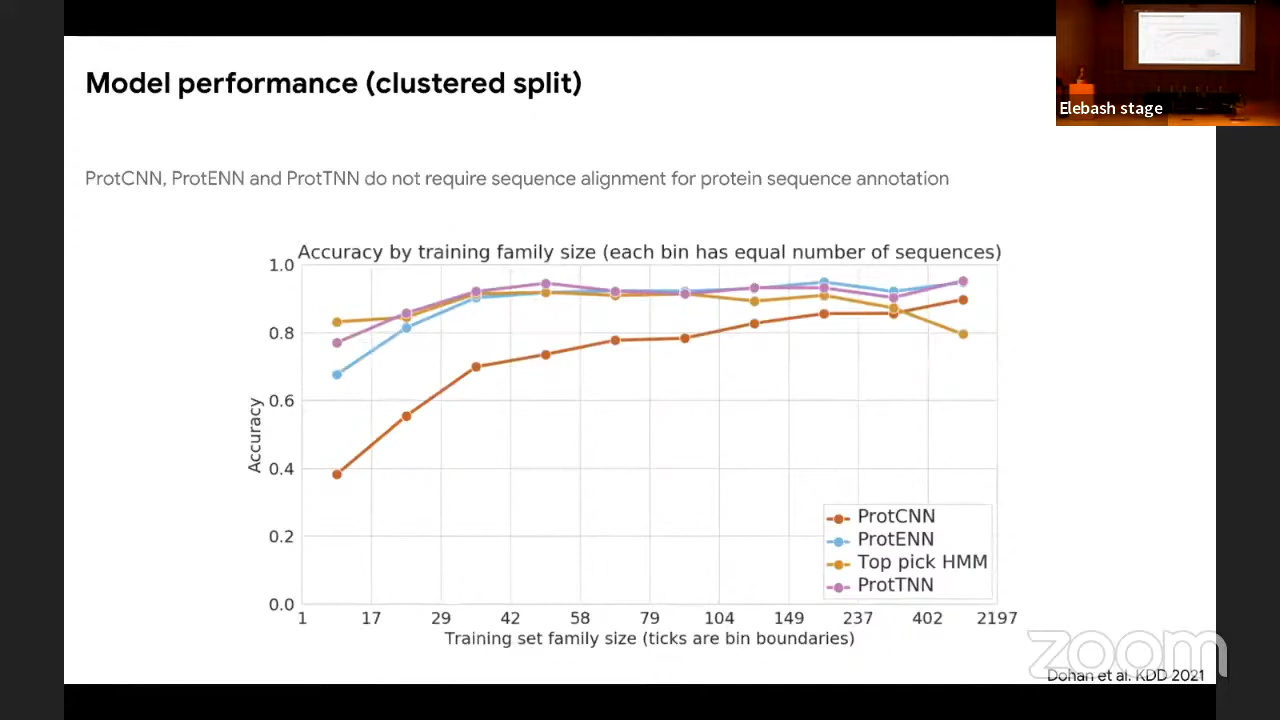 Model performance (clustered split)
Elebash stage
ProtCNN, ProtENN and ProtTNN do not require sequence alignment for protein sequence annotation
Accuracy by training family size (each bin has equal number of sequences)
1.0
0.8
0.6
0.4
0.2
0.0
Accuracy
ProtCNN
ProtENN
Top pick HMM
ProtTNN
1 17 29 42 58 79 104 149 237 402 2197
Training set family size (ticks are bin boundaries)
zoom
Dohan et al. KDD 2021